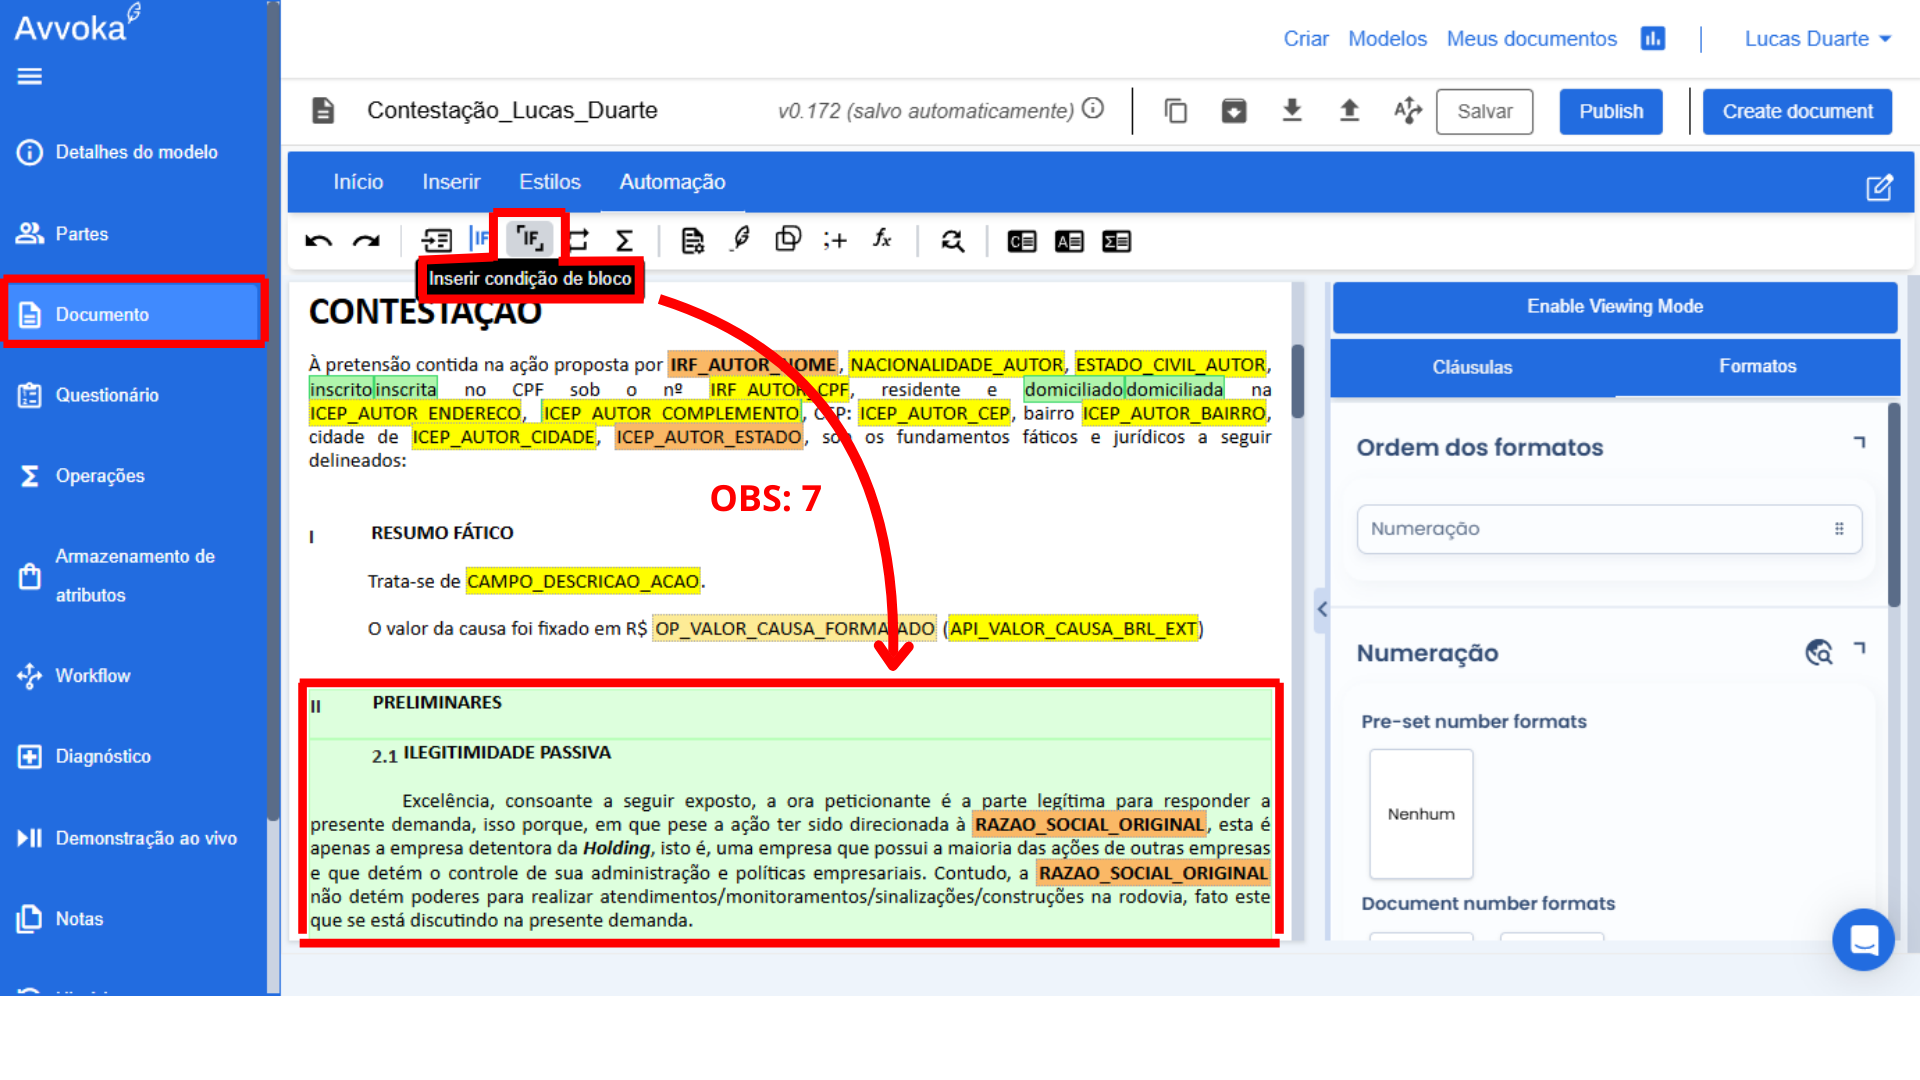 Avvoka
Criar Modelos Meus documentos Lucas Duarte
Contestação_Lucas_Duarte v0.172 (salvo automaticamente) Salvar Publish Create document
Detalhes do modelo
Partes
Documento
Questionário
Operações
Armazenamento de
atributos
Workflow
Diagnóstico
Demonstração ao vivo
Notas
Início Inserir Estilos Automação
Inserir condição de bloco
CONTESTAÇÃO
À pretensão contida na ação proposta por IRF_AUTOR_NOME, NACIONALIDADE_AUTOR, ESTADO_CIVIL_AUTOR,
inscrito inscrita no CPF sob o nº IRF_AUTOR_CPF, residente e domiciliado domiciliada na
ICEP_AUTOR_ENDERECO, ICEP_AUTOR_COMPLEMENTO, CEP: ICEP_AUTOR_CEP, bairro ICEP_AUTOR_BAIRRO,
cidade de ICEP_AUTOR_CIDADE, ICEP_AUTOR_ESTADO, sob os fundamentos fáticos e jurídicos a seguir
delineados:
OBS: 7
I RESUMO FÁTICO
Trata-se de CAMPO_DESCRICAO_ACAO.
O valor da causa foi fixado em R$ OP_VALOR_CAUSA_FORMATADO (API_VALOR_CAUSA_BRL_EXT)
II PRELIMINARES
2.1 ILEGITIMIDADE PASSIVA
Excelência, consoante a seguir exposto, a ora peticionante é a parte legítima para responder a
presente demanda, isso porque, em que pese a ação ter sido direcionada à RAZAO_SOCIAL_ORIGINAL, esta é
apenas a empresa detentora da Holding, isto é, uma empresa que possui a maioria das ações de outras empresas
e que detém o controle de sua administração e políticas empresariais. Contudo, a RAZAO_SOCIAL_ORIGINAL
não detém poderes para realizar atendimentos/monitoramentos/sinalizações/construções na rodovia, fato este
que se está discutindo na presente demanda.
Enable Viewing Mode
Cláusulas Formatos
Ordem dos formatos
Numeração
Numeração
Pre-set number formats
Nenhum
Document number formats